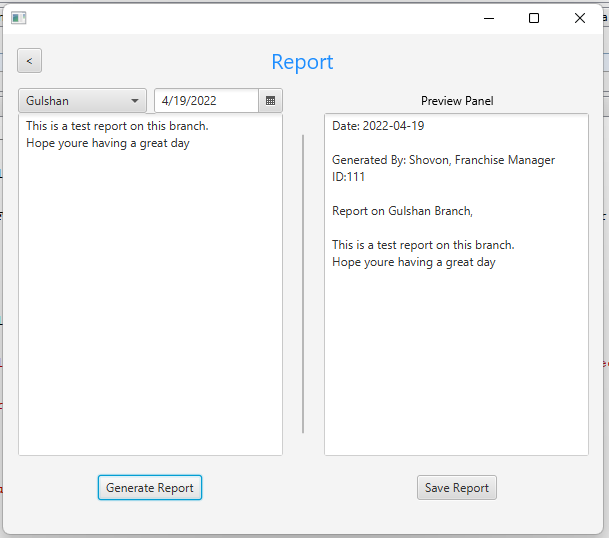 <
Report
Gulshan
4/19/2022
This is a test report on this branch.
Hope youre having a great day
Generate Report
Preview Panel
Date: 2022-04-19
Generated By: Shovon, Franchise Manager
ID:111
Report on Gulshan Branch,
This is a test report on this branch.
Hope youre having a great day
Save Report